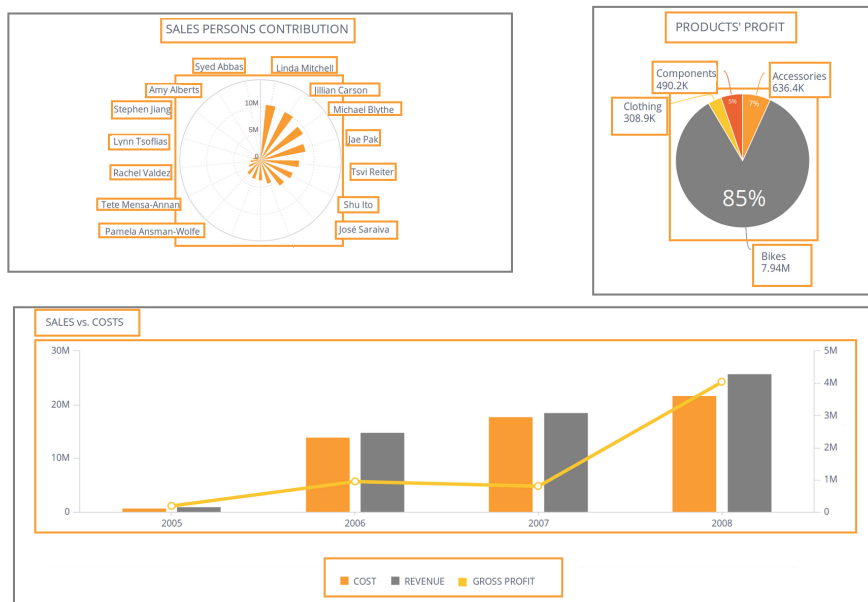 SALES PERSONS CONTRIBUTION
Syed Abbas
Linda Mitchell
Amy Alberts
Jillian Carson
Stephen Jiang
Michael Blythe
10M
5M
0
Lynn Tsoflias
Jae Pak
Rachel Valdez
Tsvi Reiter
Tete Mensa-Annan
Shu Ito
Pamela Ansman-Wolfe
José Saraiva
PRODUCTS' PROFIT
Components
490.2K
Accessories
636.4K
Clothing
308.9K
5%
7%
85%
Bikes
7.94M
SALES vs. COSTS
30M
20M
10M
0
5M
4M
3M
2M
1M
0
2005
2006
2007
2008
COST
REVENUE
GROSS PROFIT